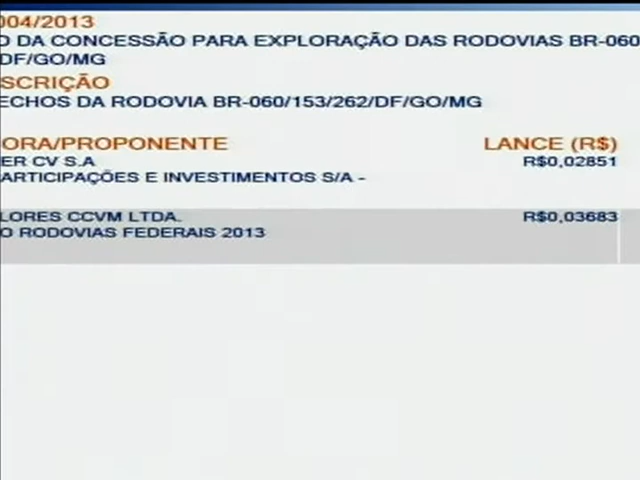 004/2013
O DA CONCESSÃO PARA EXPLORAÇÃO DAS RODOVIAS BR-060
DF/GO/MG
SCRIÇÃO
ECHOS DA RODOVIA BR-060/153/262/DF/GO/MG
ORA/PROPONENTE LANCE (R$)
ER CV S.A R$0,02851
ARTICIPAÇÕES E INVESTIMENTOS S/A -
LORES CCVM LTDA. R$0,03683
O RODOVIAS FEDERAIS 2013